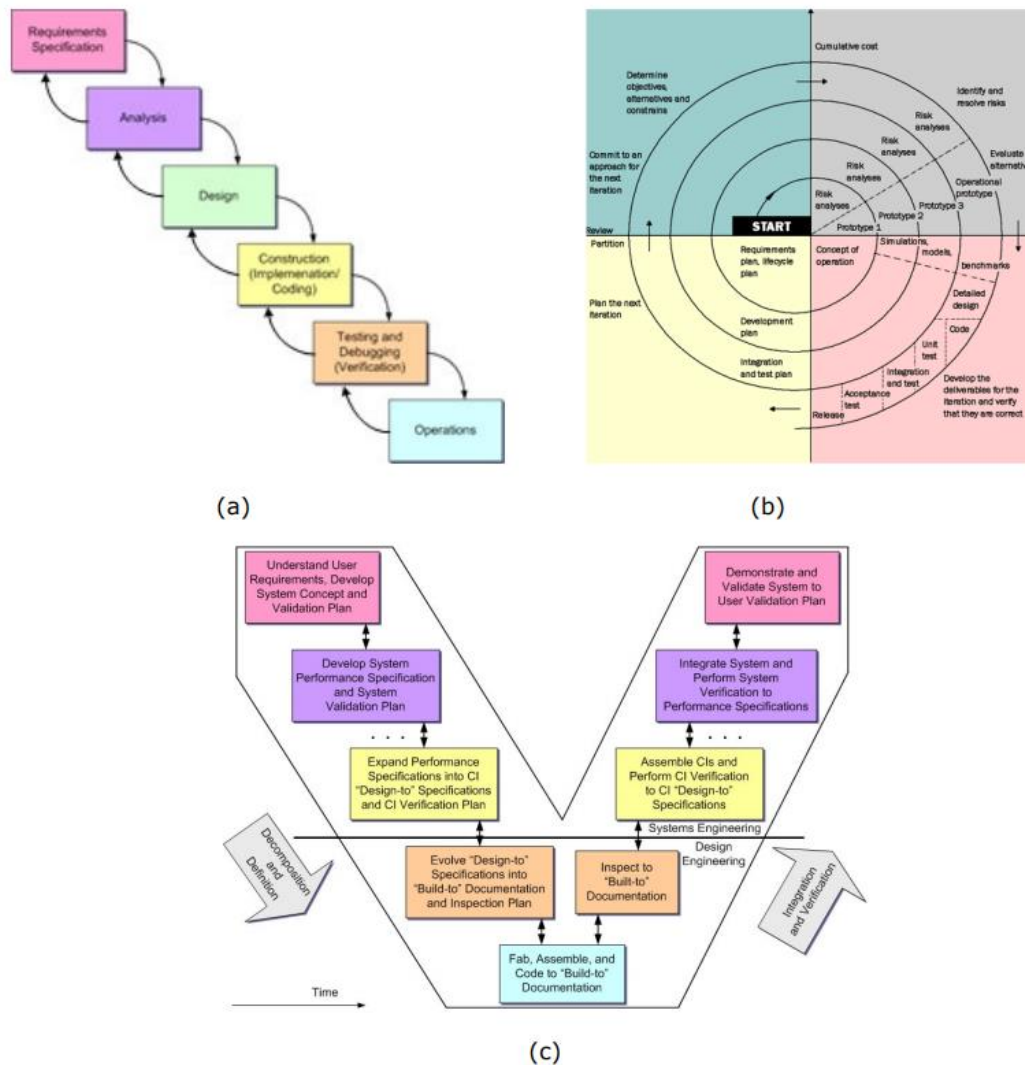 Requirements
Specification
Analysis
Design
Construction
(Implemenation/
Coding)
Testing and
Debugging
(Verification)
Operations
(a)
Cumulative cost
Determine
objectives,
alternatives and
constrains
Identify and
resolve risks
Risk
analyses
Risk
analyses
Risk
analyses
Evaluate
alternativ
Commit to an
approach for
the next
iteration
Operational
prototype
Prototype 3
Prototype 2
Prototype 1
START
Review
Partition
Requirements
plan, lifecycle
plan
Concept of
operation
Simulations,
models,
benchmarks
Plan the next
iteration
Development
plan
Detailed
design
Code
Unit
test
Integration
and test plan
Integration
and test
Acceptance
test
Release
Develop the
deliverables for the
iteration and verify
that they are correct
(b)
Understand User
Requirements, Develop
System Concept and
Validation Plan
Demonstrate and
Validate System to
User Validation Plan
Develop System
Performance Specification
and System
Validation Plan
Integrate System and
Perform System
Verification to
Performance Specifications
. . . .
. . . .
Expand Performance
Specifications into CI
“Design-to” Specifications
and CI Verification Plan
Assemble CIs and
Perform CI Verification
to CI “Design-to”
Specifications
Systems Engineering
Design
Engineering
Decomposition
and
Definition
Integration
and Verification
Evolve “Design-to”
Specifications into
“Build-to” Documentation
and Inspection Plan
Inspect to
“Built-to”
Documentation
Fab, Assemble, and
Code to “Build-to”
Documentation
Time
(c)